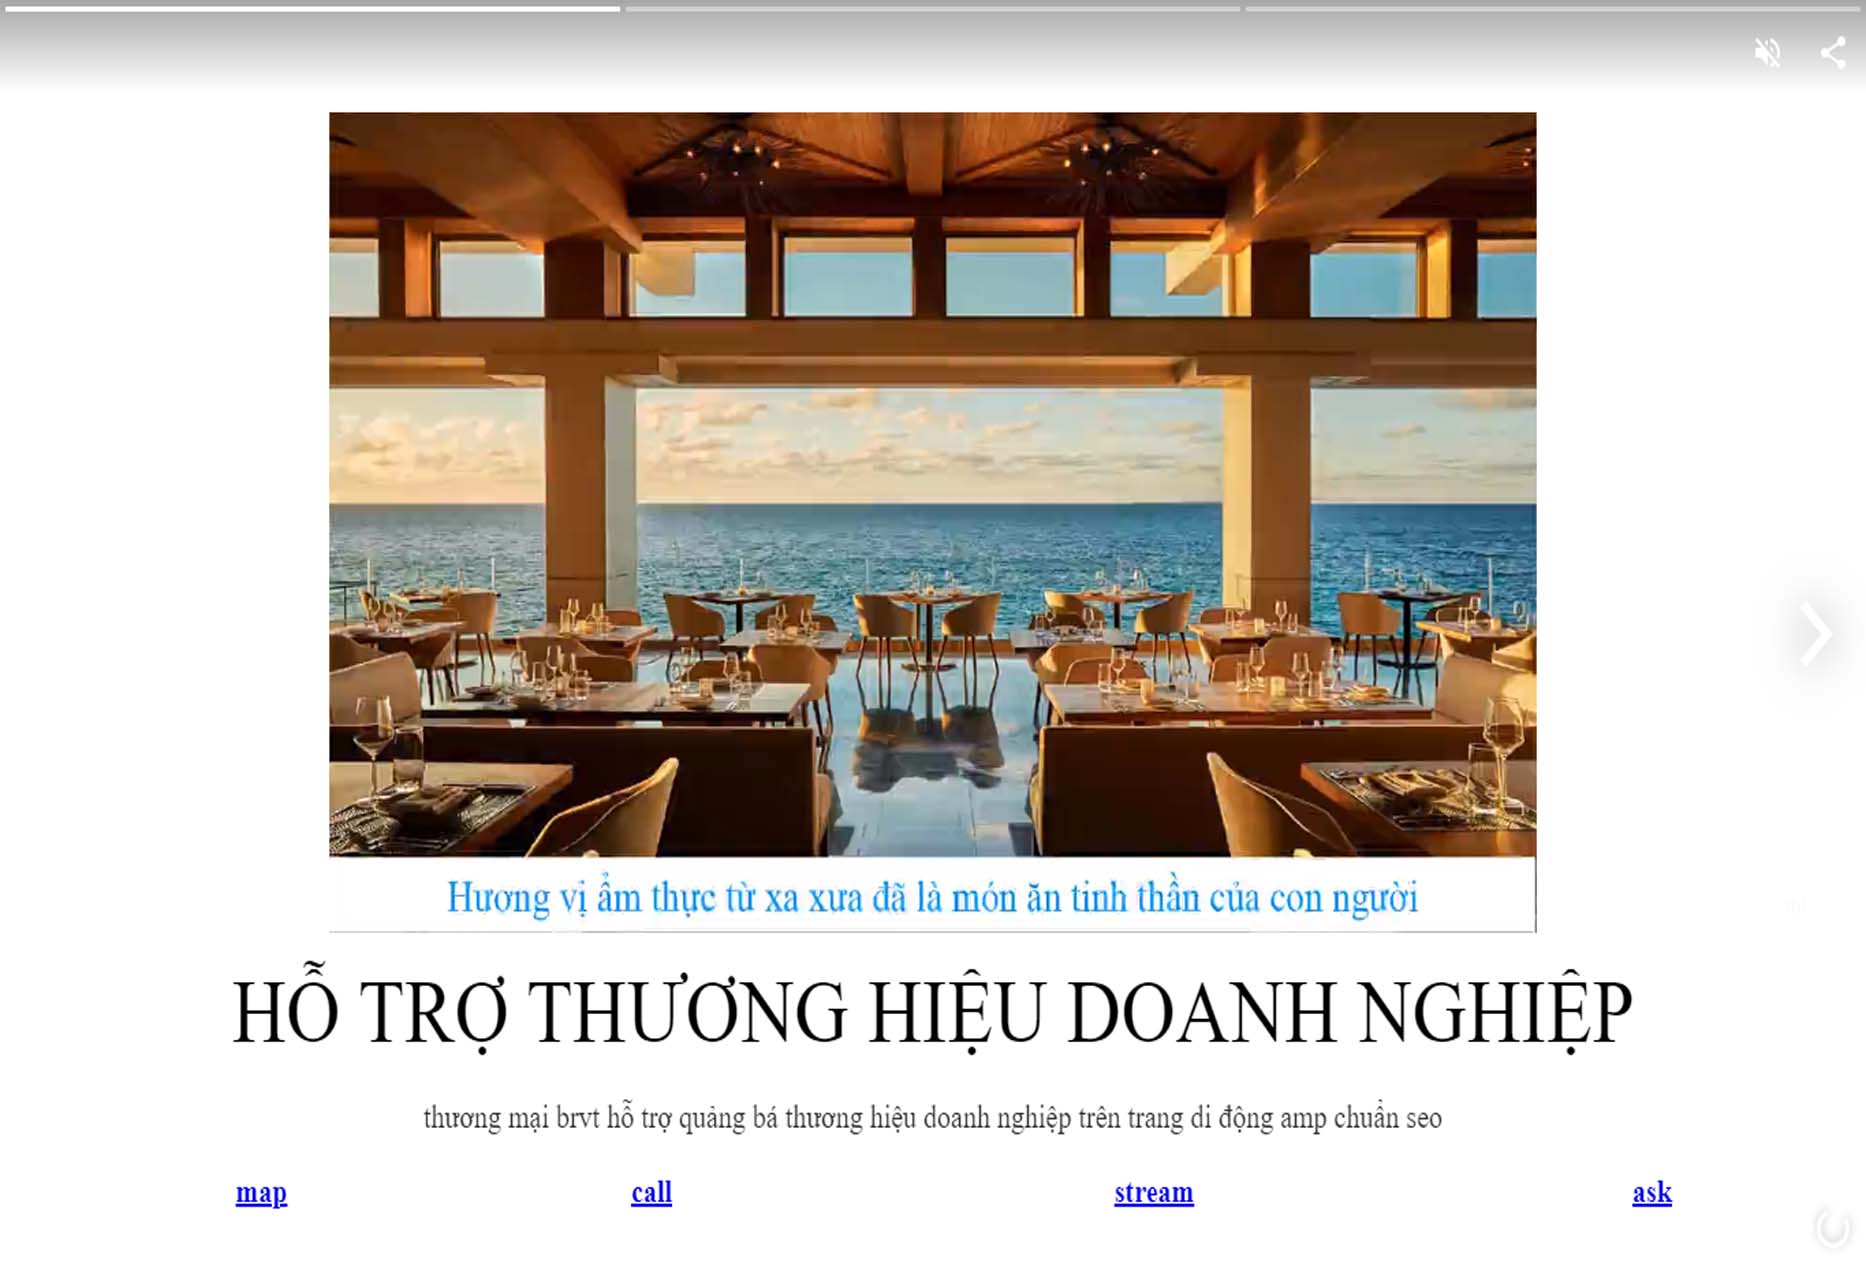 Hương vị ẩm thực từ xa xưa đã là món ăn tinh thần của con người
HỖ TRỢ THƯƠNG HIỆU DOANH NGHIỆP
thương mại brvt hỗ trợ quảng bá thương hiệu doanh nghiệp trên trang di động amp chuẩn seo
map call stream ask